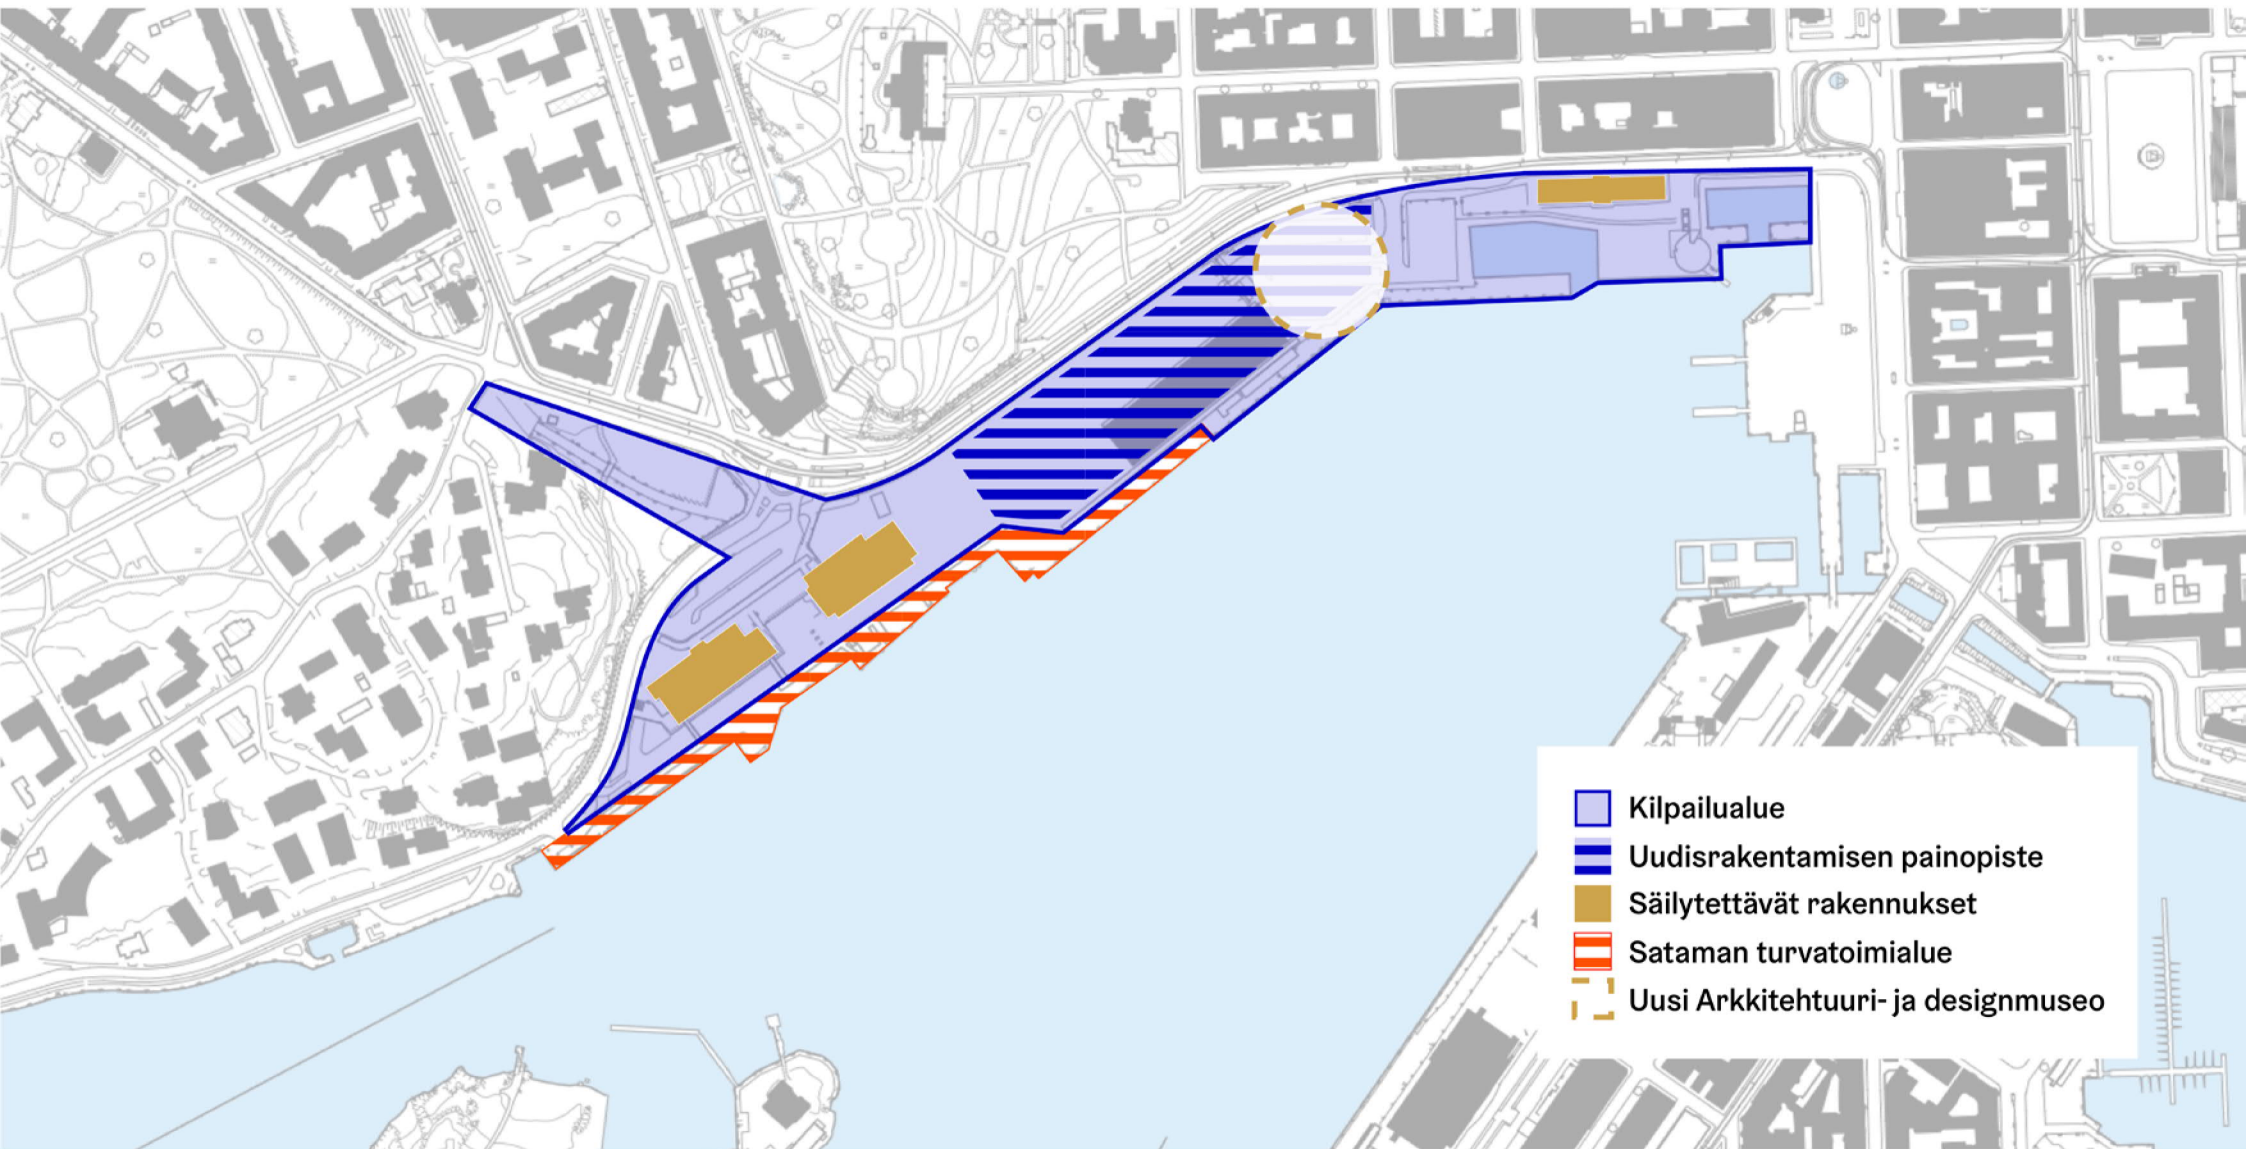 Kilpailualue
Uudisrakentamisen painopiste
Säilytettävät rakennukset
Sataman turvatoimialue
Uusi Arkkitehtuuri- ja designmuseo